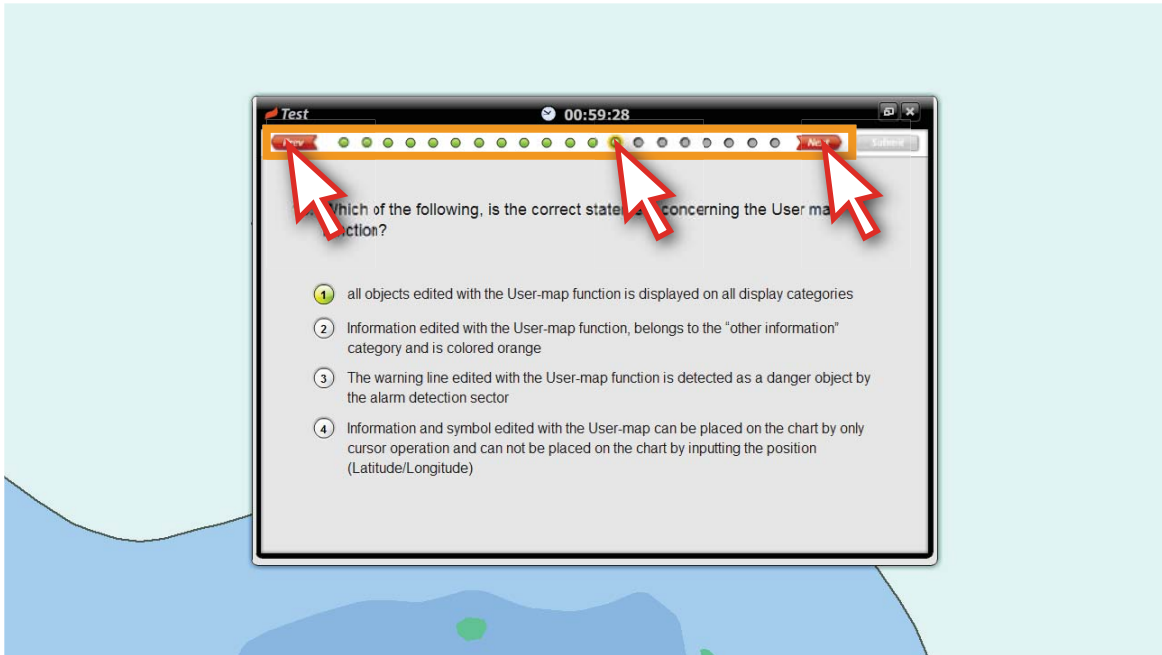 Test
00:59:28
Prev
Next
Submit
Which of the following, is the correct concerning the User
function?
1 all objects edited with the User-map function is displayed on all display categories
2 Information edited with the User-map function, belongs to the “other information”
category and is colored orange
3 The warning line edited with the User-map function is detected as a danger object by
the alarm detection sector
4 Information and symbol edited with the User-map can be placed on the chart by only
cursor operation and can not be placed on the chart by inputting the position
(Latitude/Longitude)